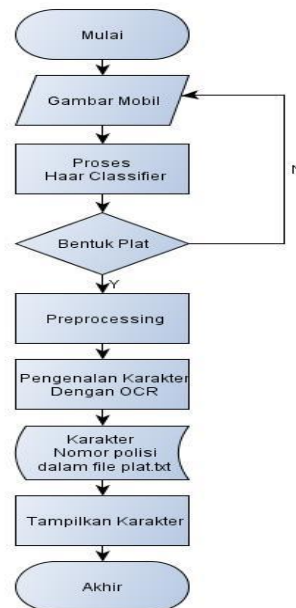 Mulai
Gambar Mobil
Proses
Haar Classifier
N
Bentuk Plat
Y
Preprocessing
Pengenalan Karakter
Dengan OCR
Karakter
Nomor polisi
dalam file plat.txt
Tampilkan Karakter
Akhir